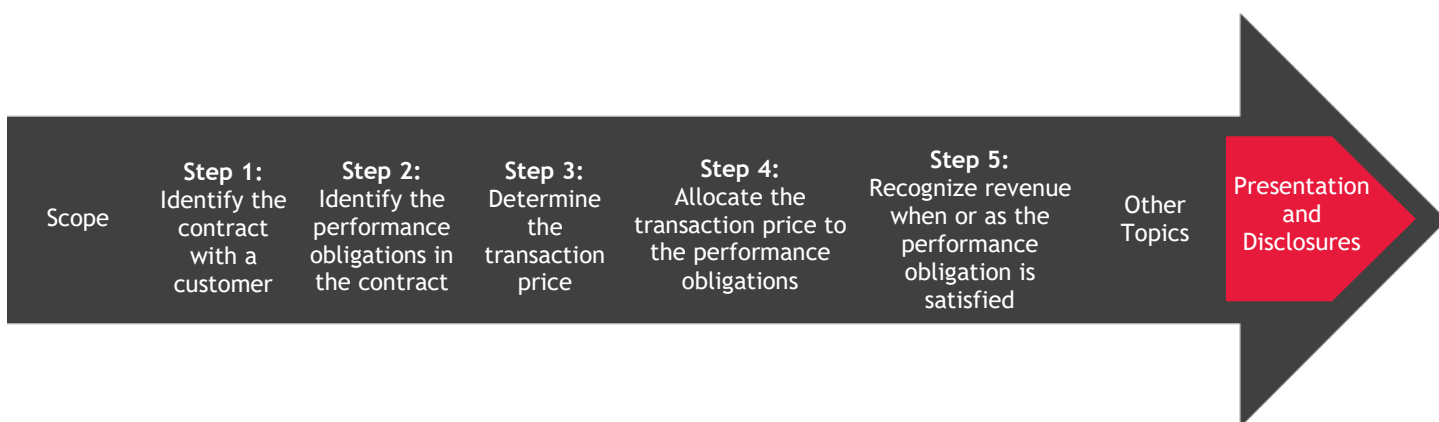 Scope
Step 1:
Identify the
contract
with a
customer
Step 2:
Identify the
performance
obligations in
the contract
Step 3:
Determine
the
transaction
price
Step 4:
Allocate the
transaction price to
the performance
obligations
Step 5:
Recognize revenue
when or as the
performance
obligation is
satisfied
Other
Topics
Presentation
and
Disclosures